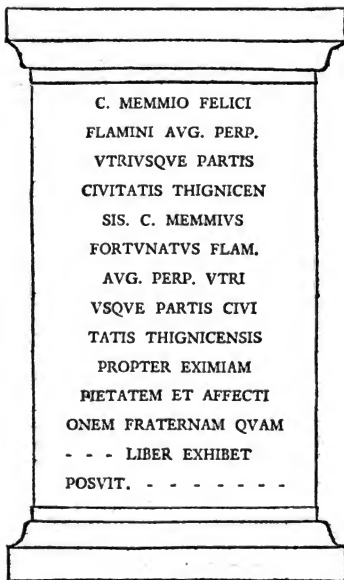 C. MEMMIO FELICI
FLAMINI AVG. PERP.
VTRIVSQVE PARTIS
CIVITATIS THIGNICEN
SIS. C. MEMMIVS
FORTVNATVS FLAM.
AVG. PERP. VTRI
VSQVE PARTIS CIVI
TATIS THIGNICENSIS
PROPTER EXIMIAM
PIETATEM ET AFFECTI
ONEM FRATERNAM QVAM
- - - LIBER EXHIBET
POSVIT. - - - - - - -